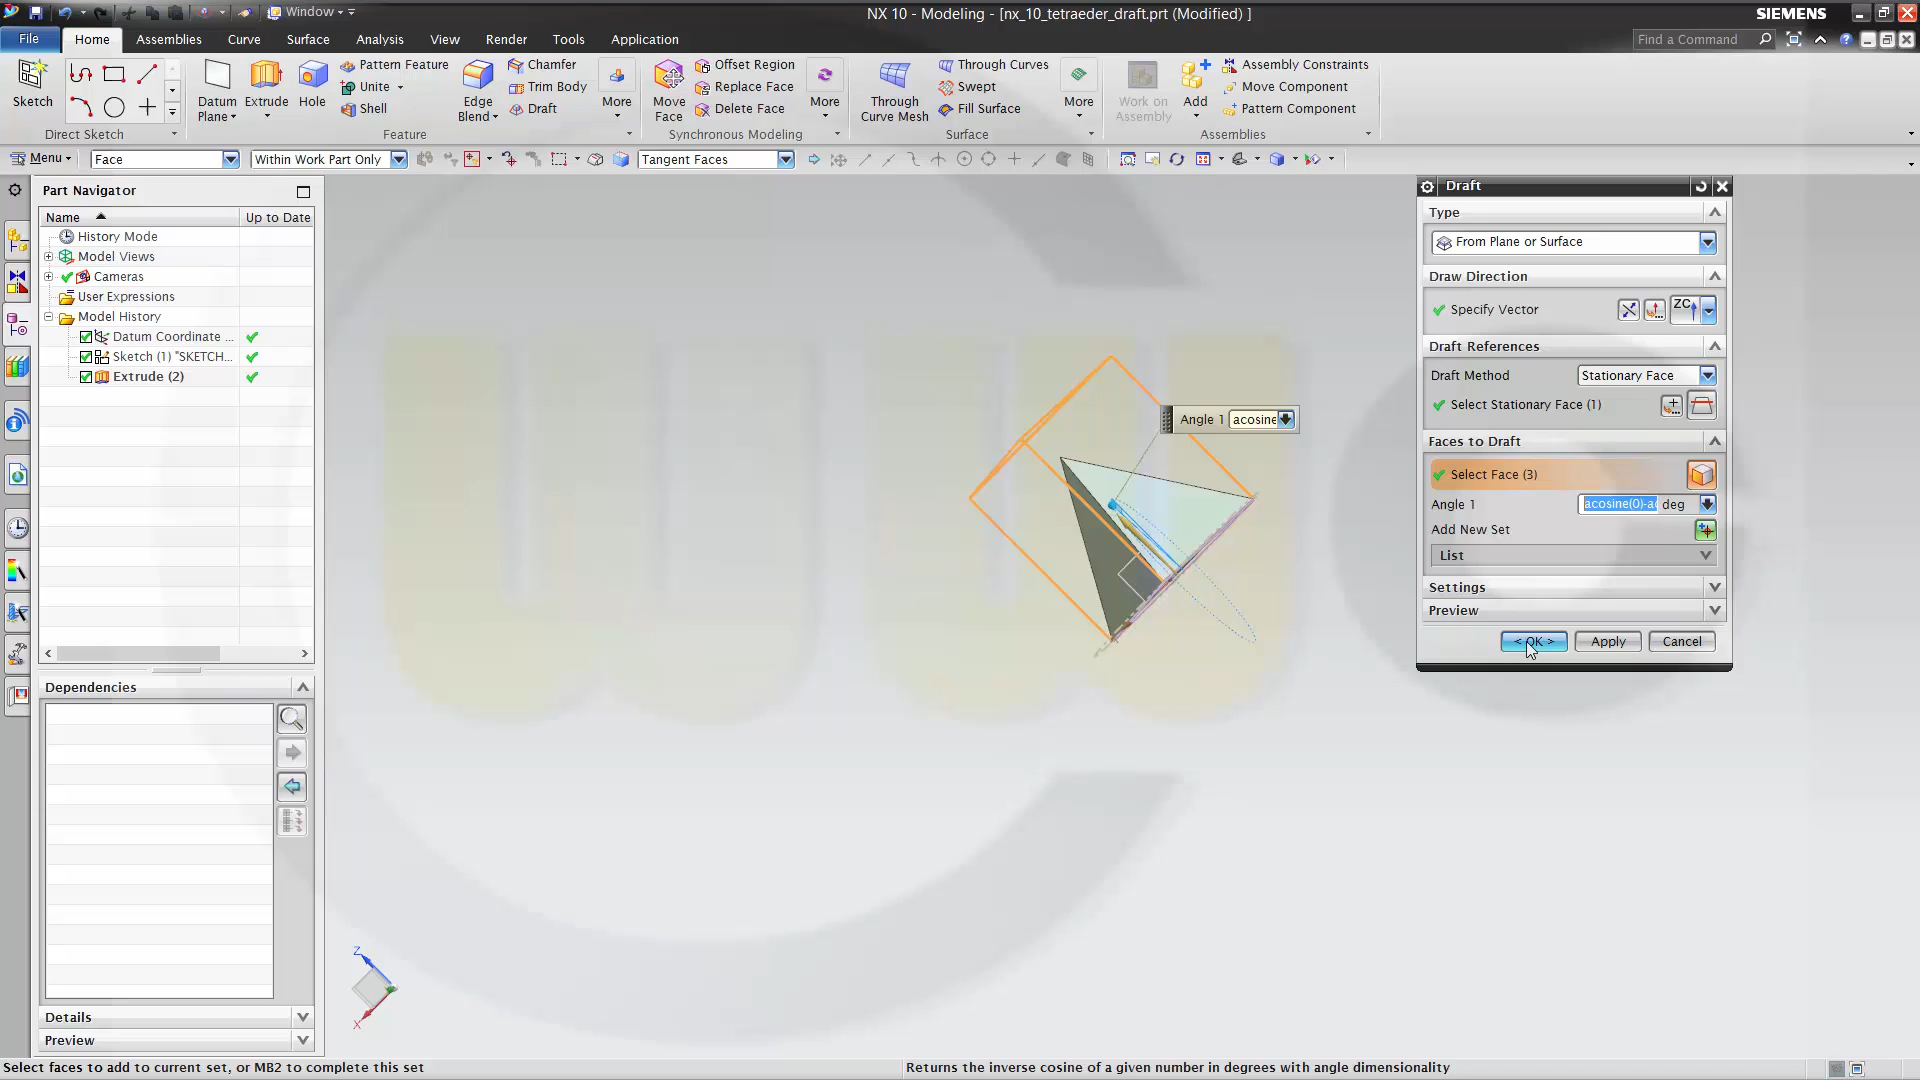 Window
NX 10 - Modeling - [nx_10_tetraeder_draft.prt (Modified) ]
SIEMENS
File
Home
Assemblies
Curve
Surface
Analysis
View
Render
Tools
Application
Find a Command
Sketch
Direct Sketch
Datum Plane
Extrude
Hole
Pattern Feature
Unite
Shell
Edge Blend
Chamfer
Trim Body
Draft
More
Feature
Move Face
Offset Region
Replace Face
Delete Face
More
Synchronous Modeling
Through Curve Mesh
Through Curves
Swept
Fill Surface
More
Surface
Work on Assembly
Add
Assembly Constraints
Move Component
Pattern Component
Assemblies
Menu
Face
Within Work Part Only
Tangent Faces
Part Navigator
Name
Up to Date
History Mode
Model Views
Cameras
User Expressions
Model History
Datum Coordinate ...
Sketch (1) "SKETCH...
Extrude (2)
Dependencies
Details
Preview
Angle 1 acosine
Z
X
Draft
Type
From Plane or Surface
Draw Direction
Specify Vector
ZC
Draft References
Draft Method
Stationary Face
Select Stationary Face (1)
Faces to Draft
Select Face (3)
Angle 1
acosine(0)-a
deg
Add New Set
List
Settings
Preview
< OK >
Apply
Cancel
Select faces to add to current set, or MB2 to complete this set
Returns the inverse cosine of a given number in degrees with angle dimensionality